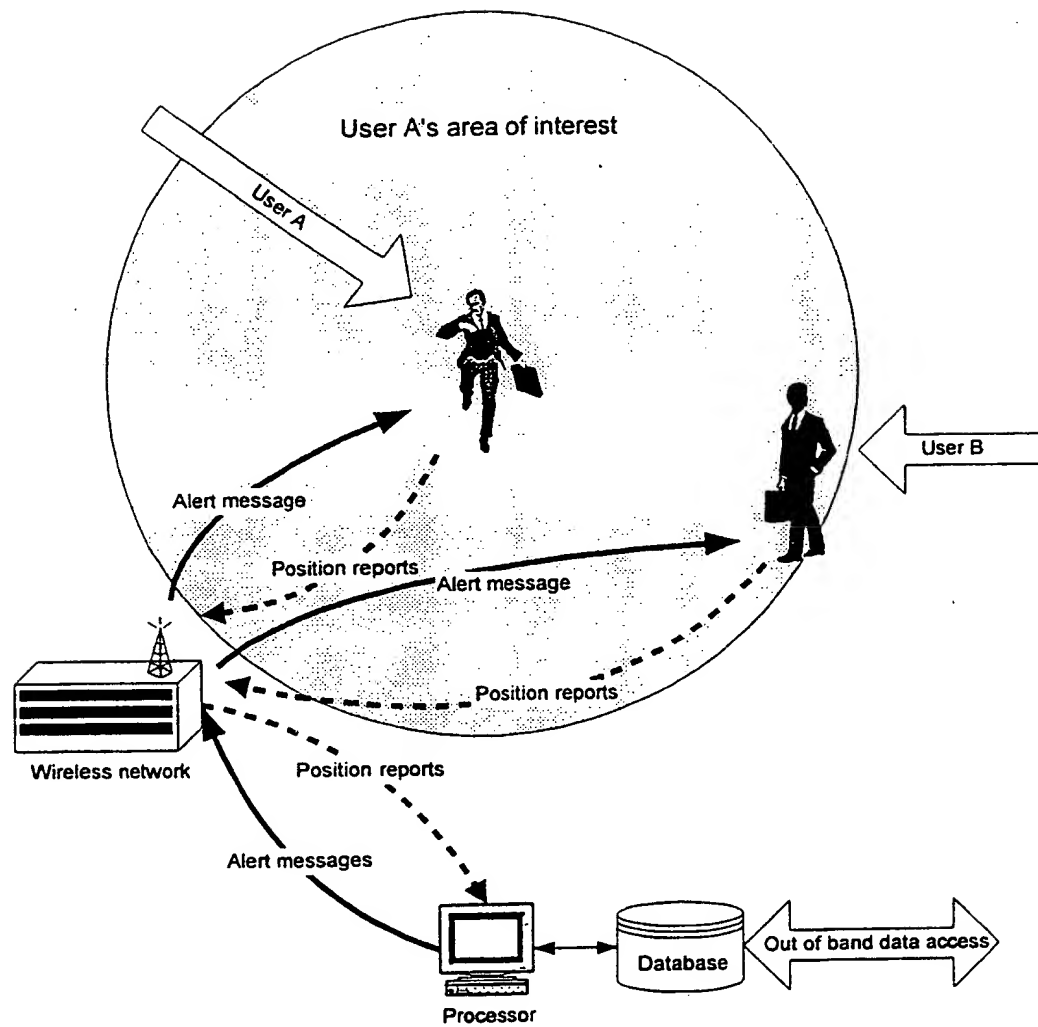 User A's area of interest
User A
User B
Alert message
Position reports
Alert message
Position reports
Wireless network
Position reports
Alert messages
Out of band data access
Database
Processor